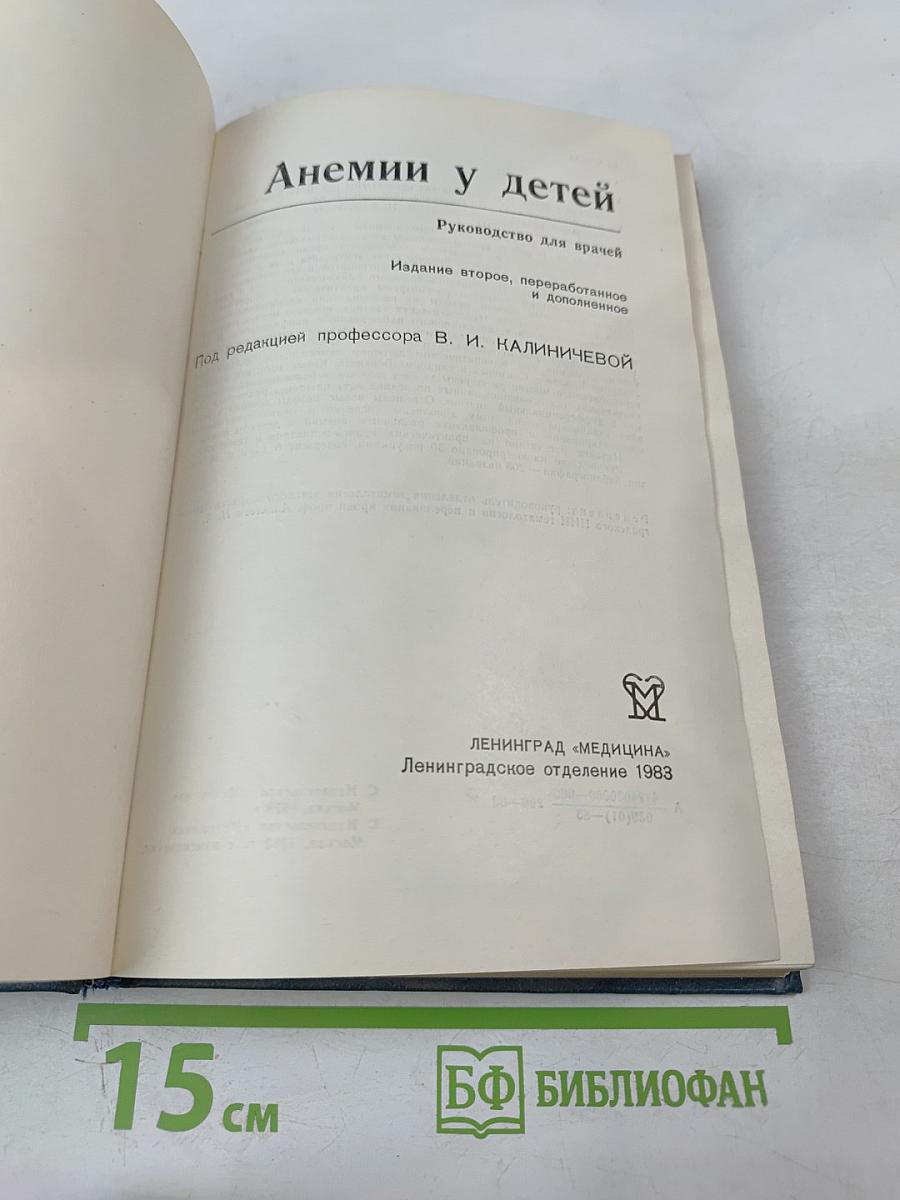 Анемии у детей
Руководство для врачей
Издание второе, переработанное
и дополненное
Под редакцией профессора В. И. КАЛИНИЧЕВОЙ
М
ЛЕНИНГРАД «МЕДИЦИНА»
Ленинградское отделение 1983
15 см
БФ БИБЛИОФАН